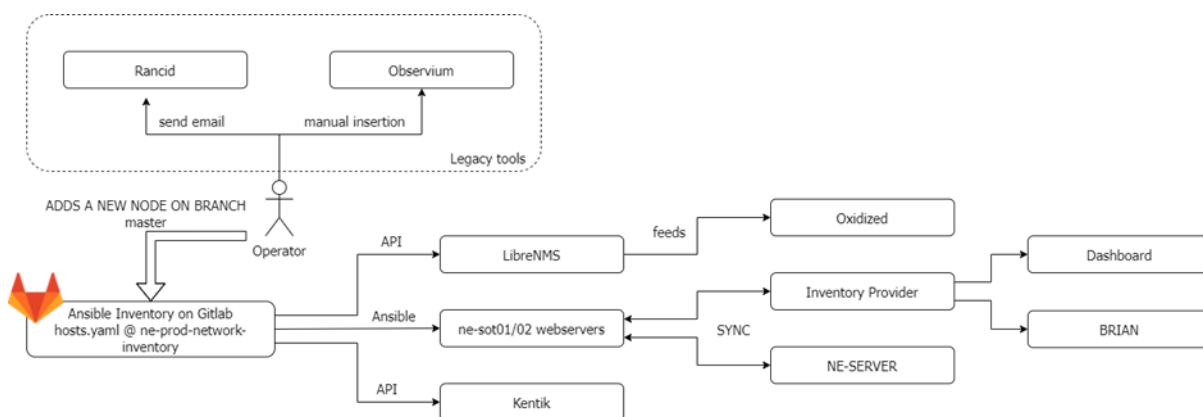 Rancid
Observium
send email
manual insertion
Legacy tools
ADDS A NEW NODE ON BRANCH
master
Operator
API
LibreNMS
feeds
Oxidized
Ansible Inventory on Gitlab
hosts.yaml @ ne-prod-network-
inventory
Ansible
ne-sot01/02 webservers
SYNC
Inventory Provider
Dashboard
BRIAN
NE-SERVER
API
Kentik